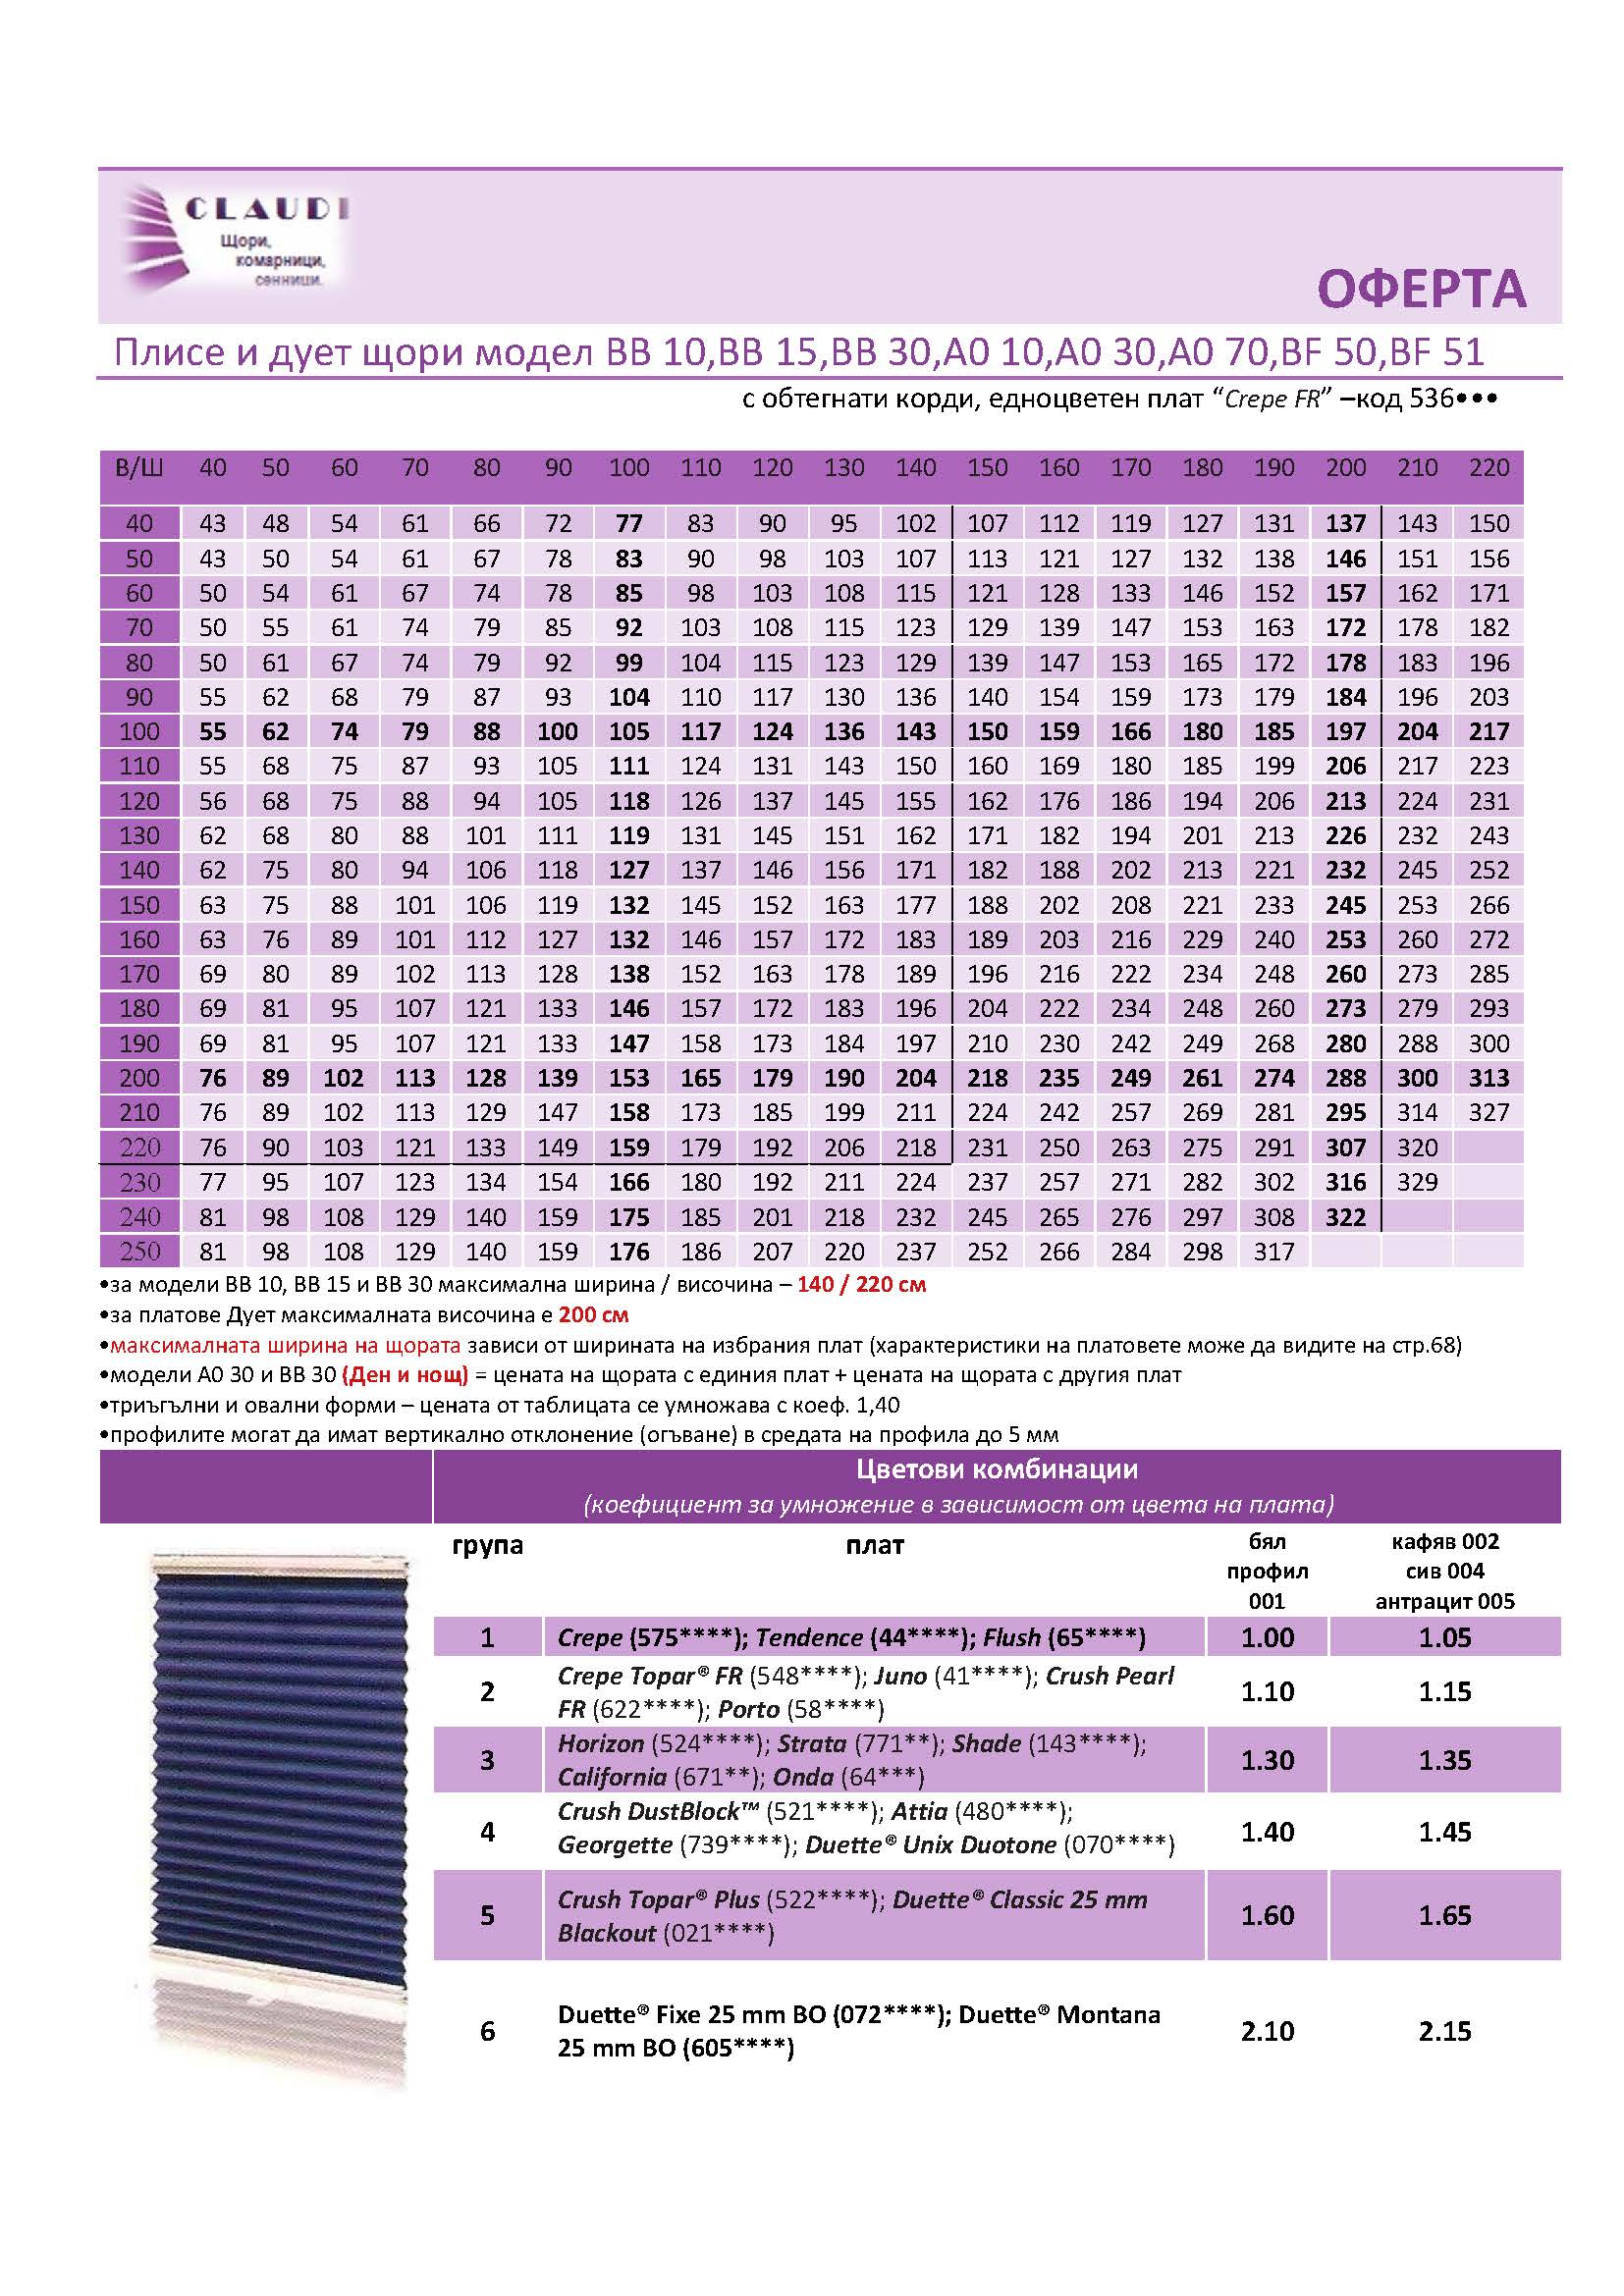 CLAUDI
Щори,
комарници,
сенници.
ОФЕРТА
Плисе и дует щори модел BB 10,BB 15,BB 30,A0 10,A0 30,A0 70,BF 50,BF 51
с обтегнати корди, едноцветен плат “Crepe FR” –код 536•••
В/Ш 40 50 60 70 80 90 100 110 120 130 140 150 160 170 180 190 200 210 220
40 43 48 54 61 66 72 77 83 90 95 102 107 112 119 127 131 137 143 150
50 43 50 54 61 67 78 83 90 98 103 107 113 121 127 132 138 146 151 156
60 50 54 61 67 74 78 85 98 103 108 115 121 128 133 146 152 157 162 171
70 50 55 61 74 79 85 92 103 108 115 123 129 139 147 153 163 172 178 182
80 50 61 67 74 79 92 99 104 115 123 129 139 147 153 165 172 178 183 196
90 55 62 68 79 87 93 104 110 117 130 136 140 154 159 173 179 184 196 203
100 55 62 74 79 88 100 105 117 124 136 143 150 159 166 180 185 197 204 217
110 55 68 75 87 93 105 111 124 131 143 150 160 169 180 185 199 206 217 223
120 56 68 75 88 94 105 118 126 137 145 155 162 176 186 194 206 213 224 231
130 62 68 80 88 101 111 119 131 145 151 162 171 182 194 201 213 226 232 243
140 62 75 80 94 106 118 127 137 146 156 171 182 188 202 213 221 232 245 252
150 63 75 88 101 106 119 132 145 152 163 177 188 202 208 221 233 245 253 266
160 63 76 89 101 112 127 132 146 157 172 183 189 203 216 229 240 253 260 272
170 69 80 89 102 113 128 138 152 163 178 189 196 216 222 234 248 260 273 285
180 69 81 95 107 121 133 146 157 172 183 196 204 222 234 248 260 273 279 293
190 69 81 95 107 121 133 147 158 173 184 197 210 230 242 249 268 280 288 300
200 76 89 102 113 128 139 153 165 179 190 204 218 235 249 261 274 288 300 313
210 76 89 102 113 129 147 158 173 185 199 211 224 242 257 269 281 295 314 327
220 76 90 103 121 133 149 159 179 192 206 218 231 250 263 275 291 307 320
230 77 95 107 123 134 154 166 180 192 211 224 237 257 271 282 302 316 329
240 81 98 108 129 140 159 175 185 201 218 232 245 265 276 297 308 322
250 81 98 108 129 140 159 176 186 207 220 237 252 266 284 298 317
•за модели BB 10, BB 15 и BB 30 максимална ширина / височина – 140 / 220 см
•за платове Дует максималната височина е 200 см
•максималната ширина на щората зависи от ширината на избрания плат (характеристики на платовете може да видите на стр.68)
•модели A0 30 и BB 30 (Ден и нощ) = цената на щората с единия плат + цената на щората с другия плат
•триъгълни и овални форми – цената от таблицата се умножава с коеф. 1,40
•профилите могат да имат вертикално отклонение (огъване) в средата на профила до 5 мм
Цветови комбинации
(коефициент за умножение в зависимост от цвета на плата)
група плат бял профил 001 кафяв 002 сив 004 антрацит 005
1 Crepe (575****); Tendence (44****); Flush (65****) 1.00 1.05
2 Crepe Topar® FR (548****); Juno (41****); Crush Pearl
FR (622****); Porto (58****) 1.10 1.15
3 Horizon (524****); Strata (771**); Shade (143****);
California (671**); Onda (64***) 1.30 1.35
4 Crush DustBlock™ (521****); Attia (480****);
Georgette (739****); Duette® Unix Duotone (070****) 1.40 1.45
5 Crush Topar® Plus (522****); Duette® Classic 25 mm
Blackout (021****) 1.60 1.65
6 Duette® Fixe 25 mm BO (072****); Duette® Montana
25 mm BO (605****) 2.10 2.15